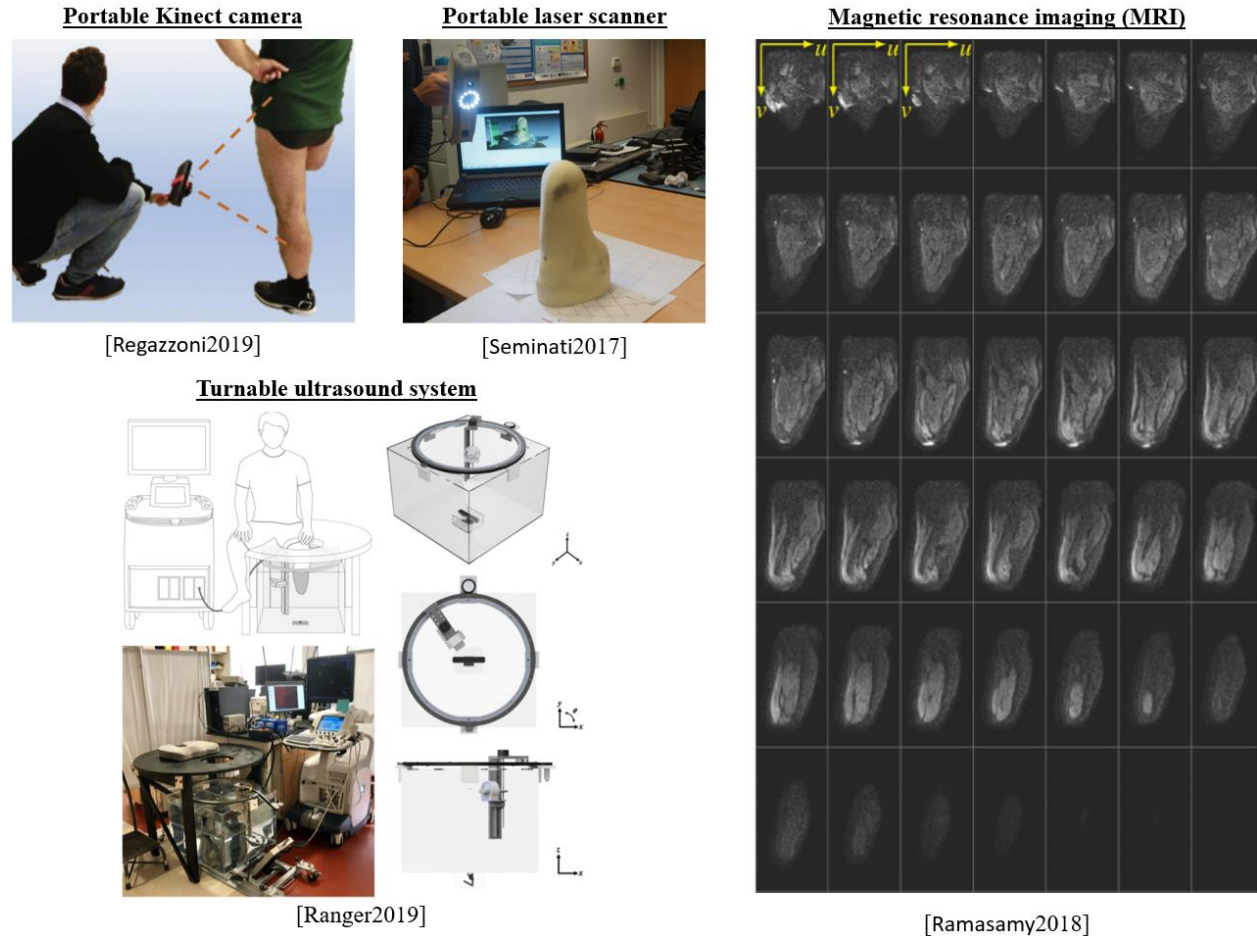 Portable Kinect camera
[Regazzoni2019]
Portable laser scanner
[Seminati2017]
Turnable ultrasound system
[Ranger2019]
Magnetic resonance imaging (MRI)
u u u
v v v
[Ramasamy2018]